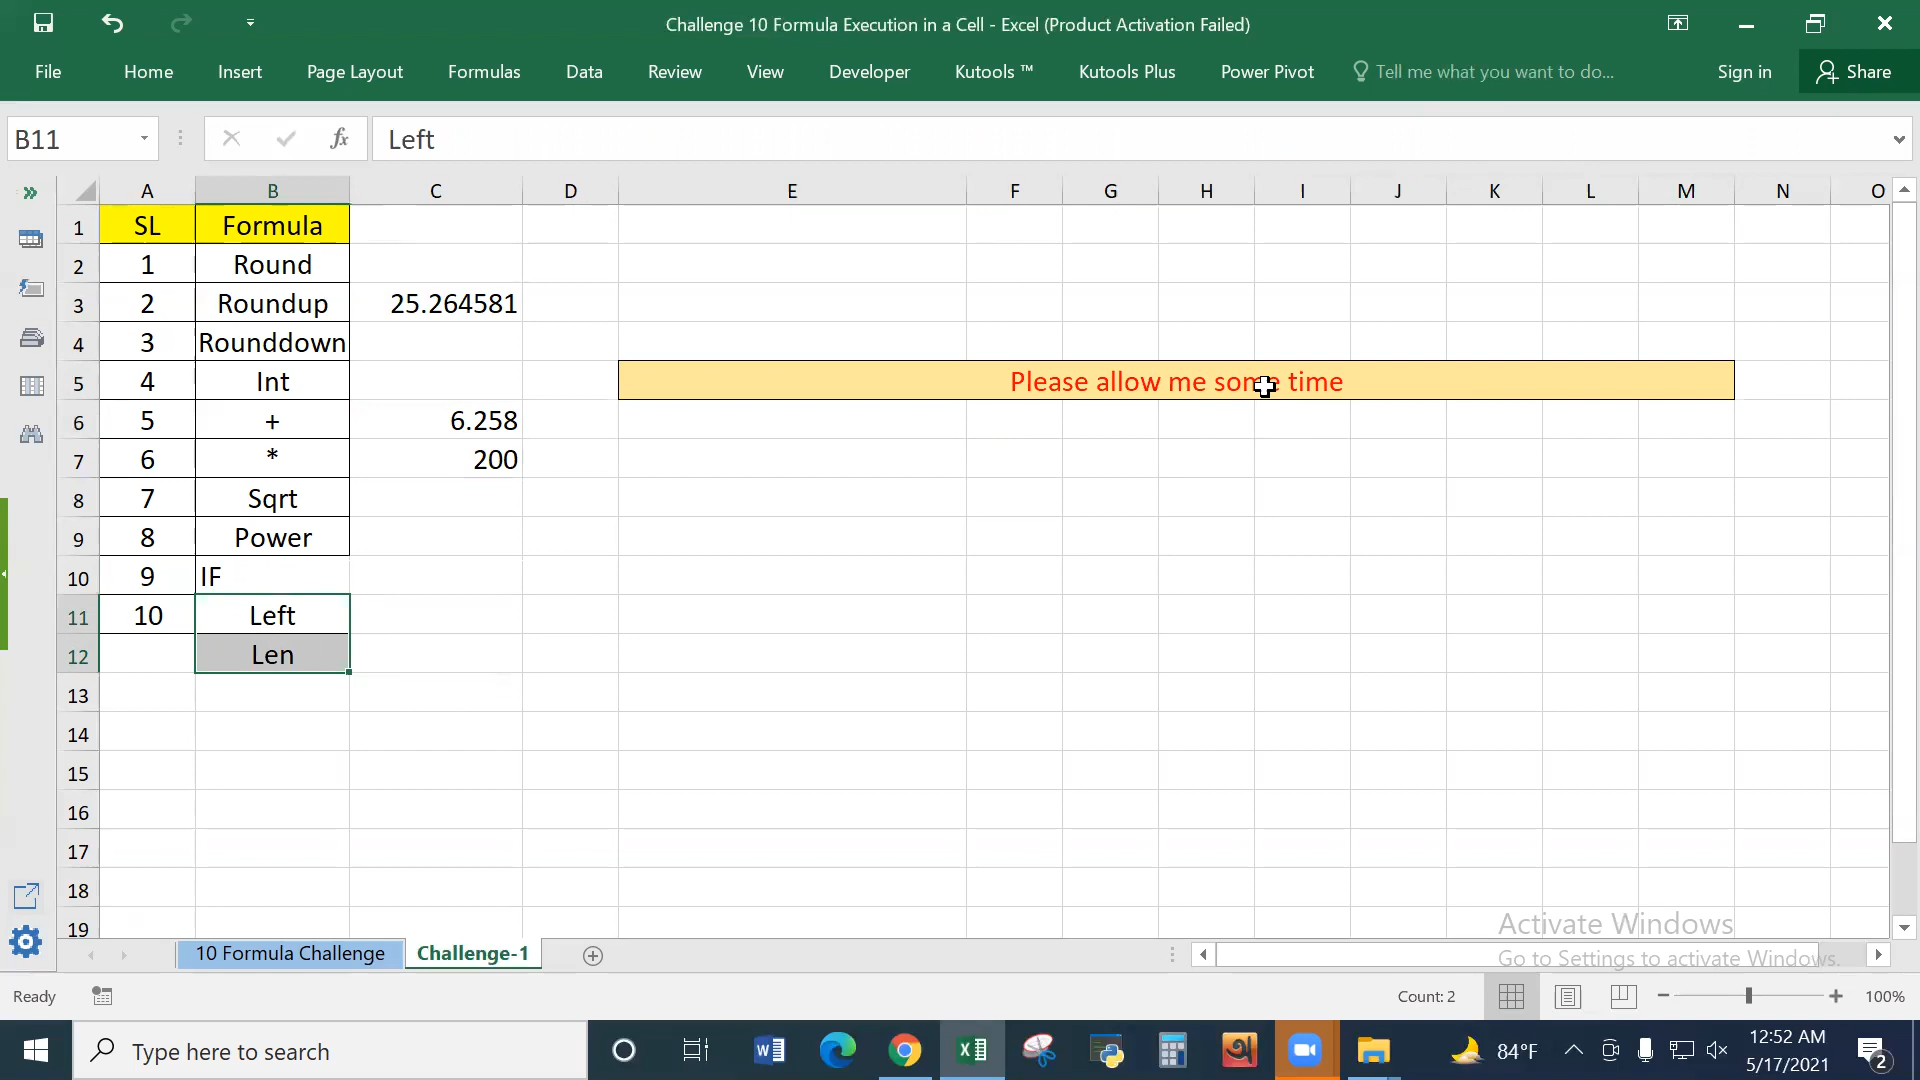 Challenge 10 Formula Execution in a Cell - Excel (Product Activation Failed)
File Home Insert Page Layout Formulas Data Review View Developer Kutools ™ Kutools Plus Power Pivot Tell me what you want to do... Sign in Share
B11 fx Left
A B C D E F G H I J K L M N O
1 SL Formula
2 1 Round
3 2 Roundup 25.264581
4 3 Rounddown
5 4 Int Please allow me some time
6 5 + 6.258
7 6 * 200
8 7 Sqrt
9 8 Power
10 9 IF
11 10 Left
12 Len
13
14
15
16
17
18
19
Activate Windows
Go to Settings to activate Windows.
10 Formula Challenge Challenge-1
Ready Count: 2 100%
Type here to search 84°F 12:52 AM
5/17/2021 2